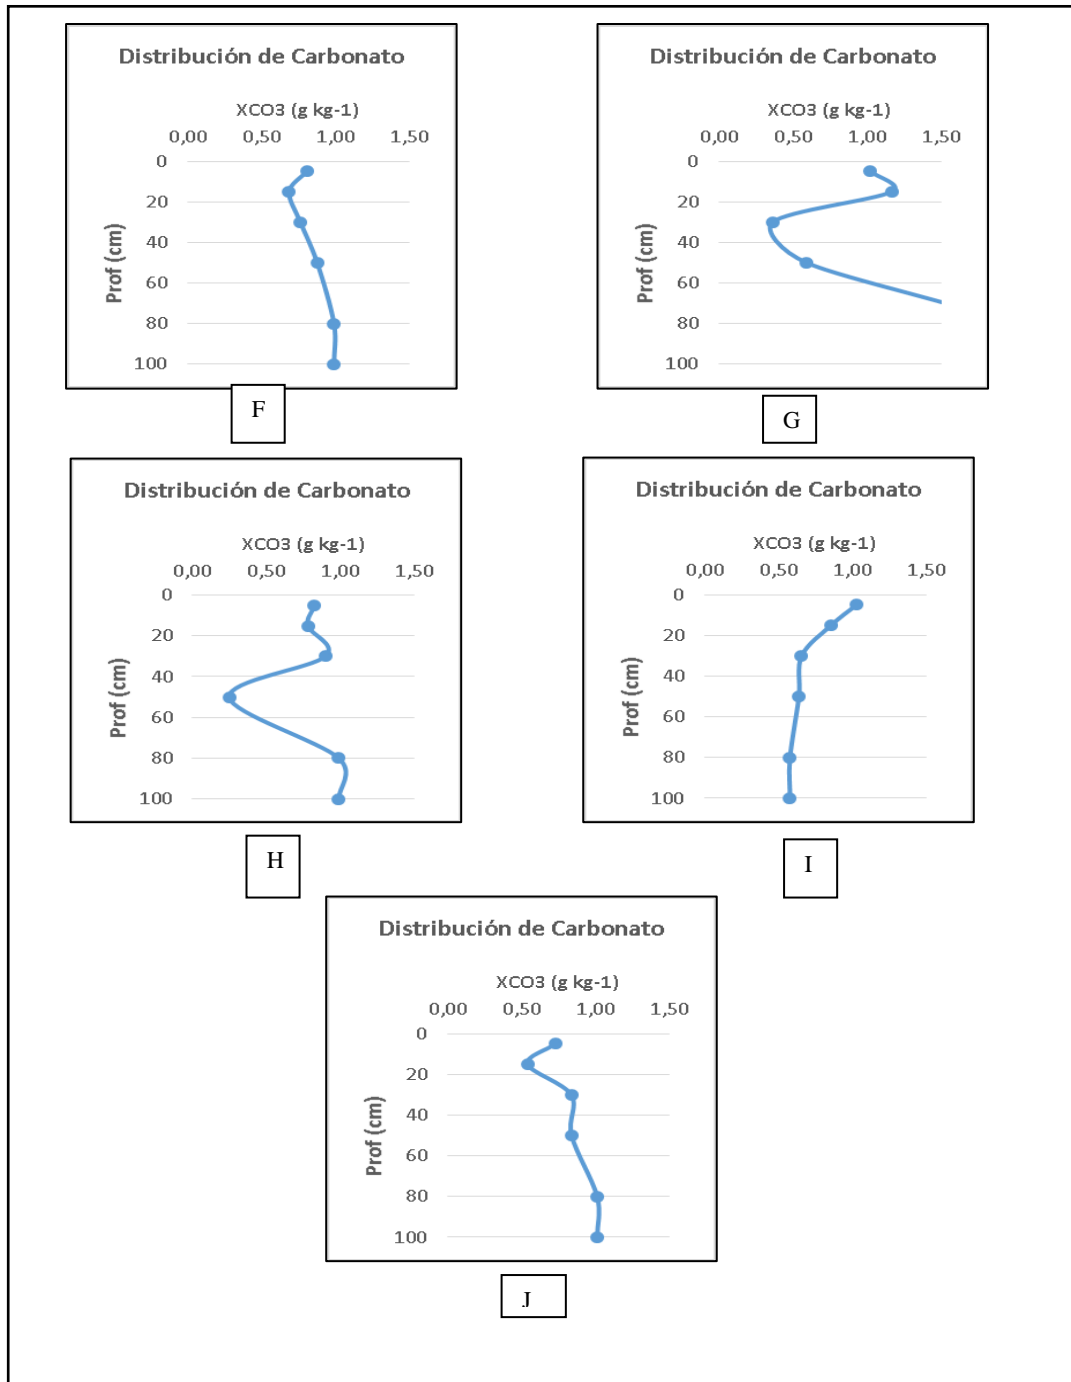 Distribución de Carbonato
XCO3 (g kg-1)
0,00 0,50 1,00 1,50
0
20
40
60
80
100
Prof (cm)
F
Distribución de Carbonato
XCO3 (g kg-1)
0,00 0,50 1,00 1,50
0
20
40
60
80
100
Prof (cm)
G
Distribución de Carbonato
XCO3 (g kg-1)
0,00 0,50 1,00 1,50
0
20
40
60
80
100
Prof (cm)
H
Distribución de Carbonato
XCO3 (g kg-1)
0,00 0,50 1,00 1,50
0
20
40
60
80
100
Prof (cm)
I
Distribución de Carbonato
XCO3 (g kg-1)
0,00 0,50 1,00 1,50
0
20
40
60
80
100
Prof (cm)
J